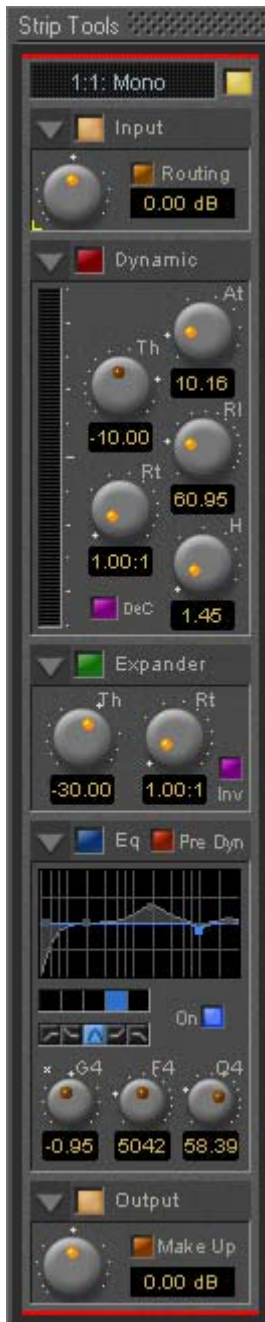 Strip Tools
1:1: Mono
Input
Routing
0.00 dB
Dynamic
At
Th
10.16
-10.00
Rl
Rt
60.95
1.00:1
H
DeC
1.45
Expander
Th
Rt
-30.00
1.00:1
Inv
Eq
Pre Dyn
On
G4
F4
Q4
-0.95
5042
58.39
Output
Make Up
0.00 dB